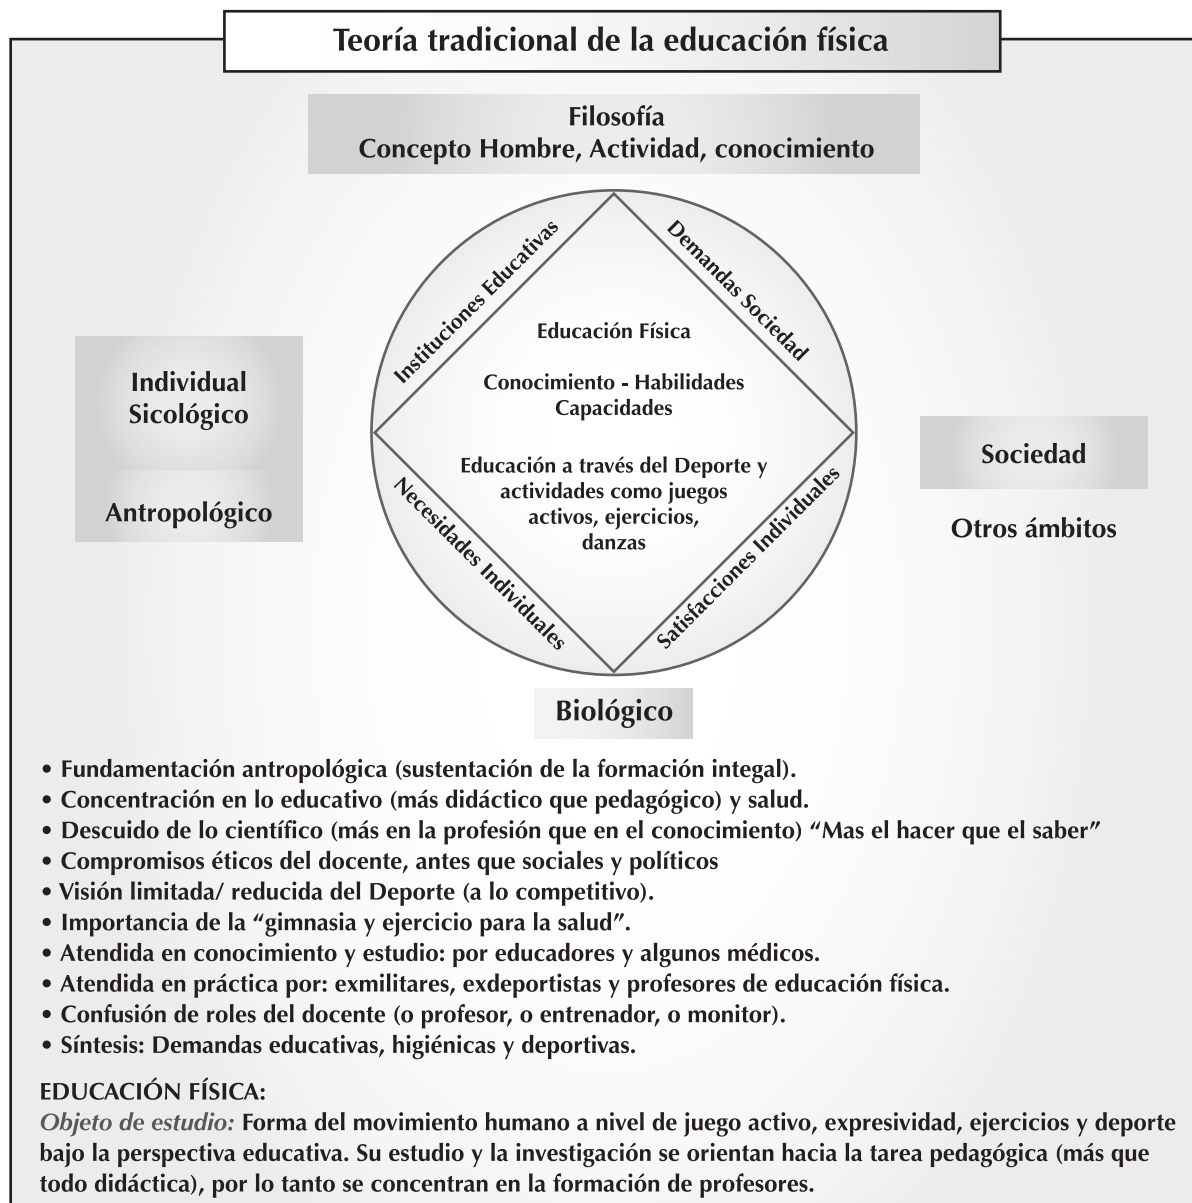 Teoría tradicional de la educación física
Filosofía
Concepto Hombre, Actividad, conocimiento
Instituciones Educativas
Demandas Sociedad
Educación Física
Conocimiento - Habilidades
Capacidades
Educación a través del Deporte y
actividades como juegos
activos, ejercicios,
danzas
Necesidades Individuales
Satisfacciones Individuales
Individual
Sicológico
Antropológico
Sociedad
Otros ámbitos
Biológico
• Fundamentación antropológica (sustentación de la formación integal).
• Concentración en lo educativo (más didáctico que pedagógico) y salud.
• Descuido de lo científico (más en la profesión que en el conocimiento) “Mas el hacer que el saber”
• Compromisos éticos del docente, antes que sociales y políticos
• Visión limitada/ reducida del Deporte (a lo competitivo).
• Importancia de la “gimnasia y ejercicio para la salud”.
• Atendida en conocimiento y estudio: por educadores y algunos médicos.
• Atendida en práctica por: exmilitares, exdeportistas y profesores de educación física.
• Confusión de roles del docente (o profesor, o entrenador, o monitor).
• Síntesis: Demandas educativas, higiénicas y deportivas.
EDUCACIÓN FÍSICA:
Objeto de estudio: Forma del movimiento humano a nivel de juego activo, expresividad, ejercicios y deporte
bajo la perspectiva educativa. Su estudio y la investigación se orientan hacia la tarea pedagógica (más que
todo didáctica), por lo tanto se concentran en la formación de profesores.